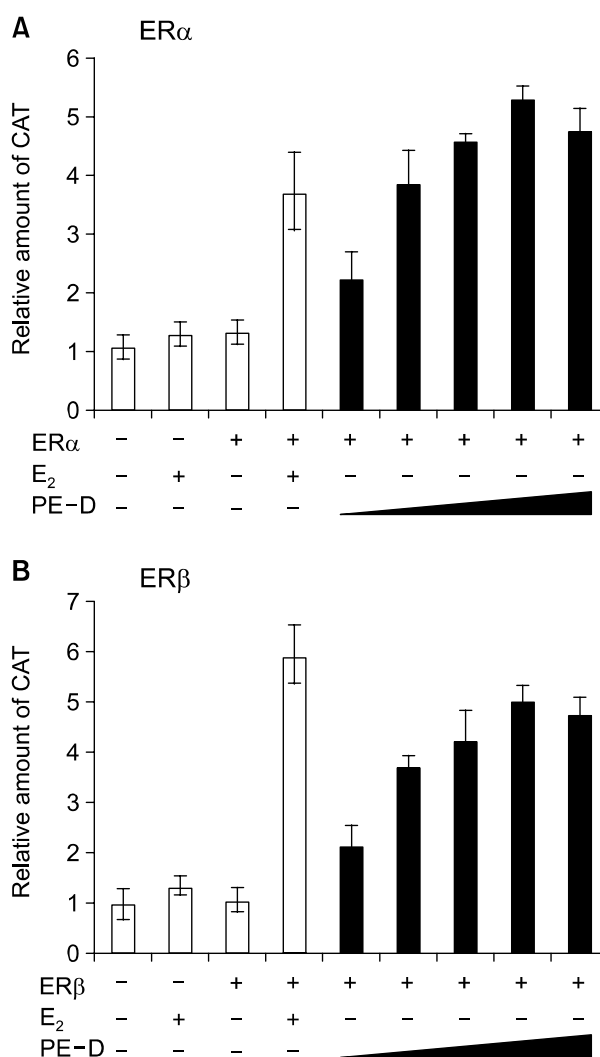 A
ERα
Relative amount of CAT
6
5
4
3
2
1
0
ERα − − + + + + + + +
E2 − + − + − − − − −
PE−D − − − −
B
ERβ
Relative amount of CAT
7
6
5
4
3
2
1
0
ERβ − − + + + + + + +
E2 − + − + − − − − −
PE−D − − − −